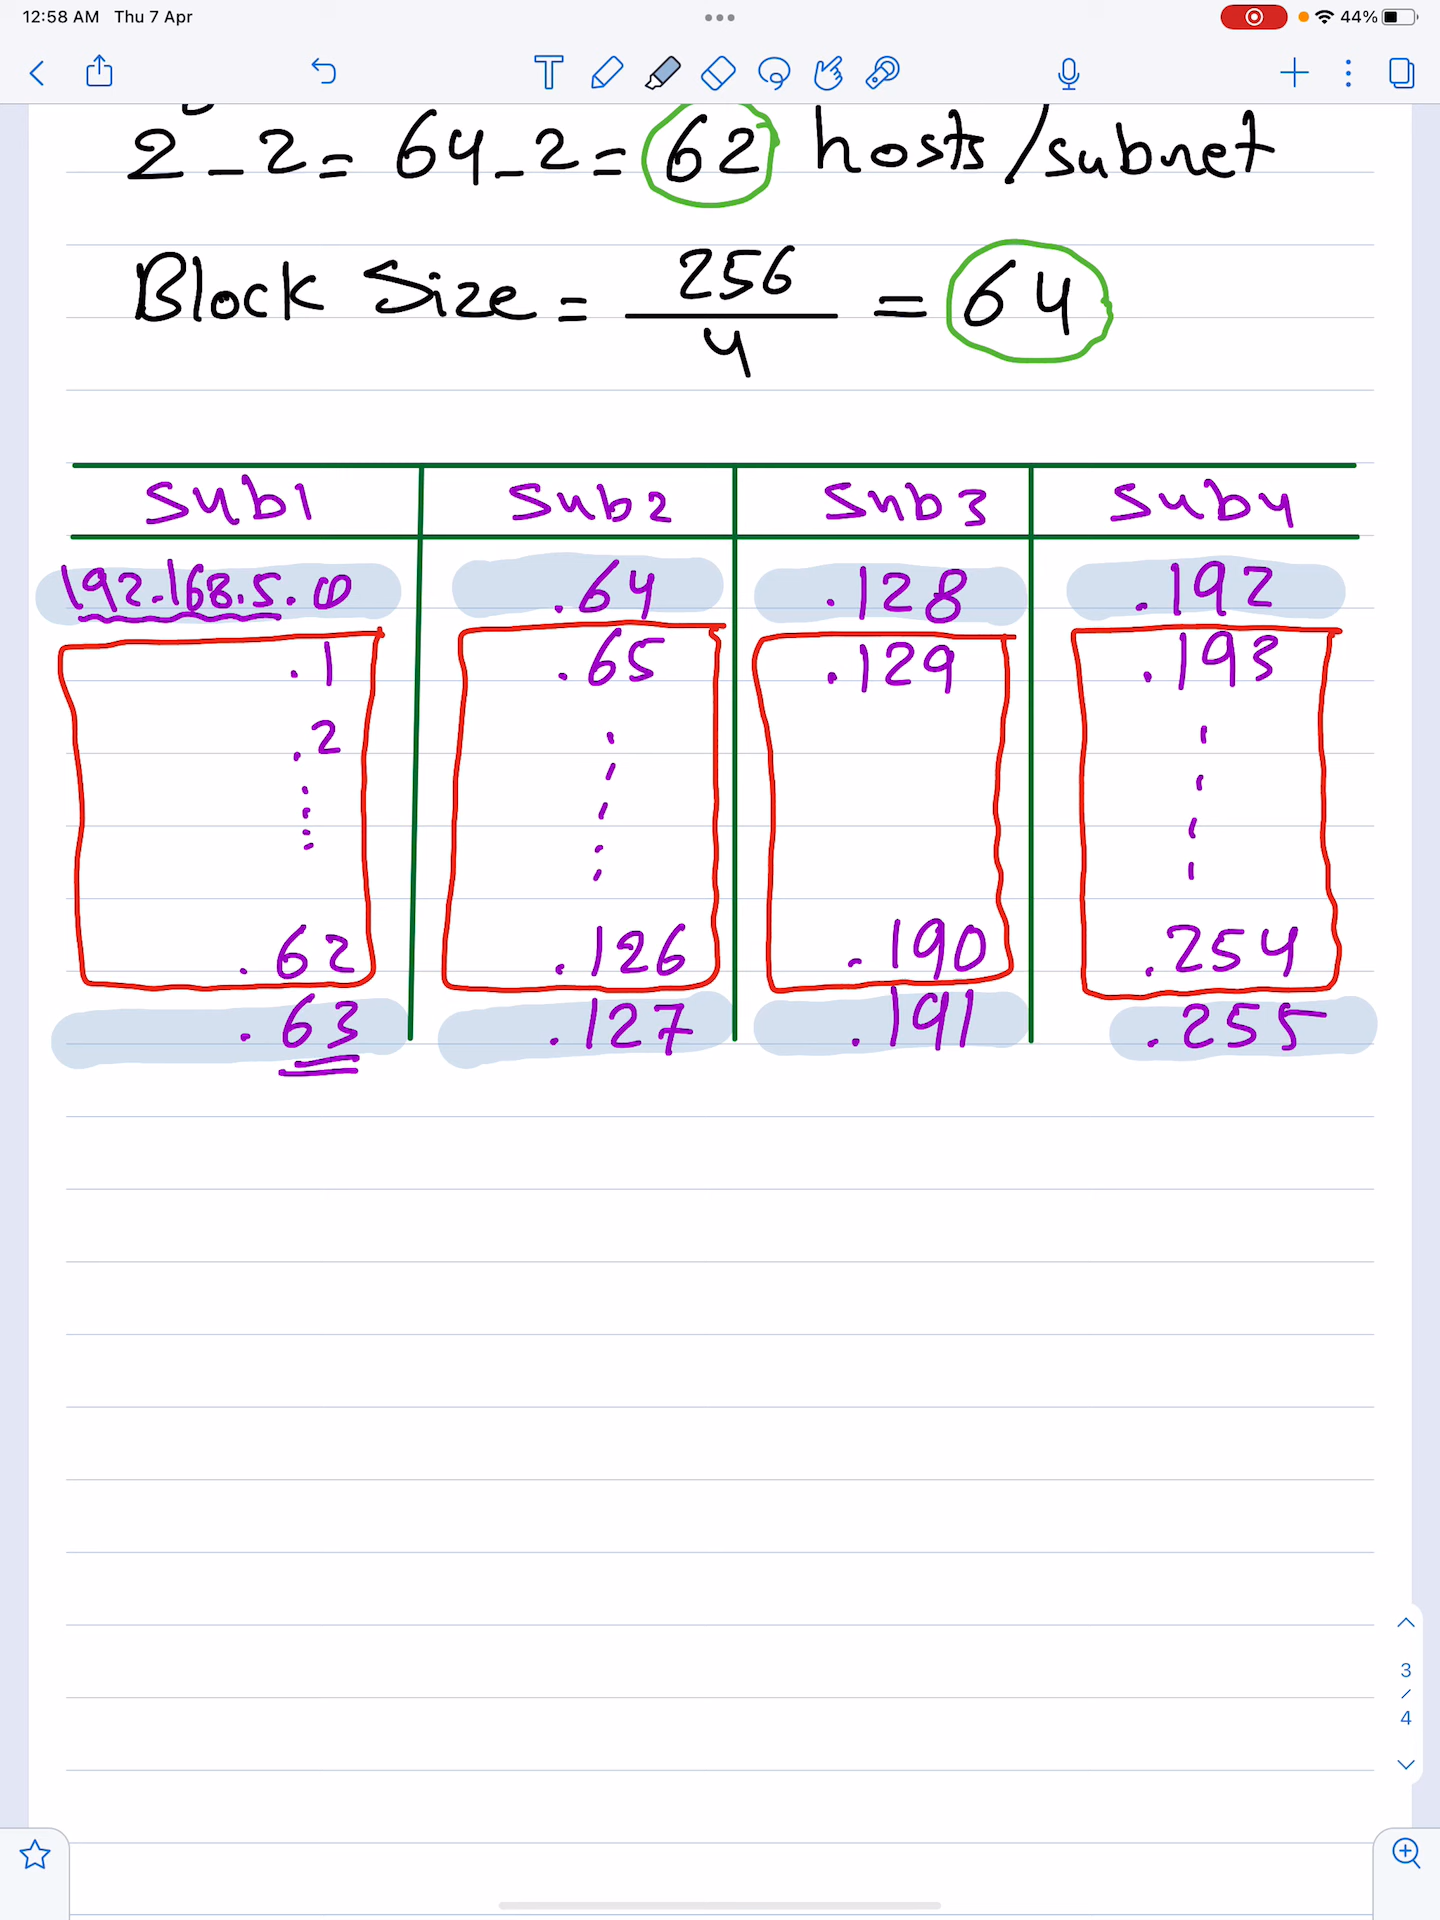 12:58 AM Thu 7 Apr 44%
2 - 2 = 64 - 2 = 62 hosts/subnet
Block Size = 256 / 4 = 64
Sub1 Sub2 Sub3 Sub4
192.168.5.0 .64 .128 .192
.1 .65 .129 .193
.2
.62 .126 .190 .254
.63 .127 .191 .255
3
/
4